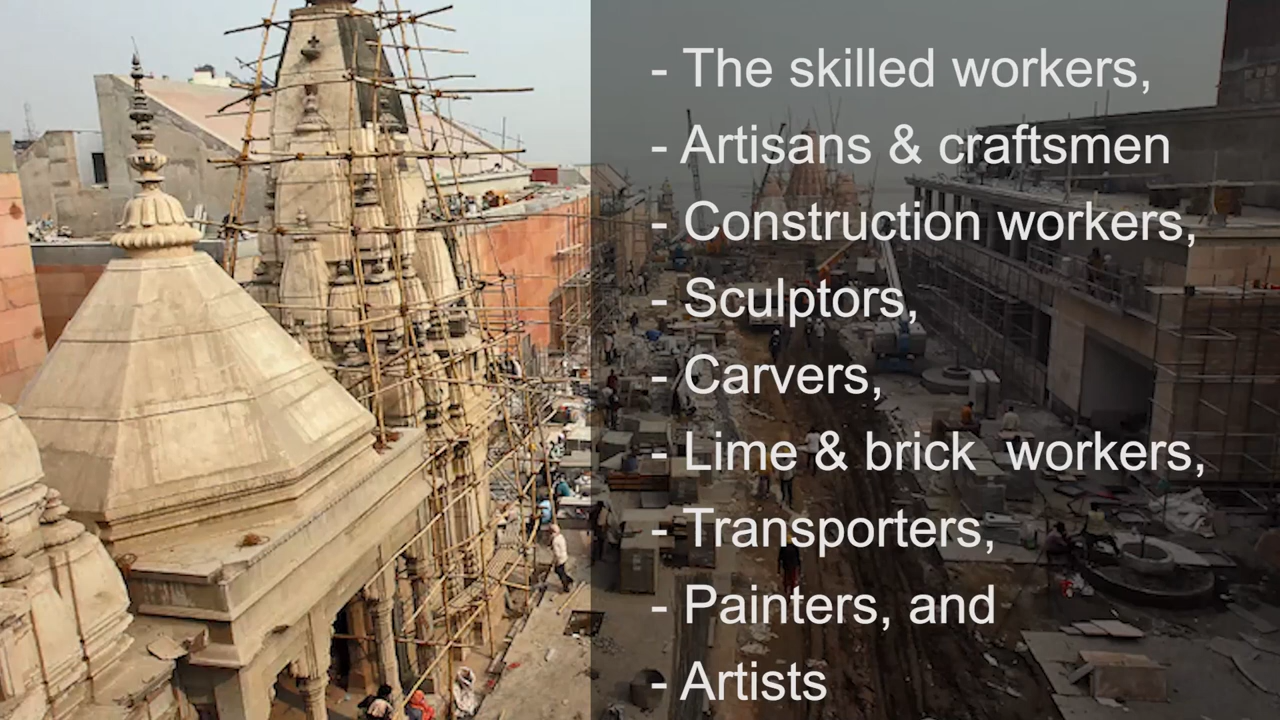 - The skilled workers,
- Artisans & craftsmen
- Construction workers,
- Sculptors,
- Carvers,
- Lime & brick  workers,
- Transporters,
- Painters, and
- Artists